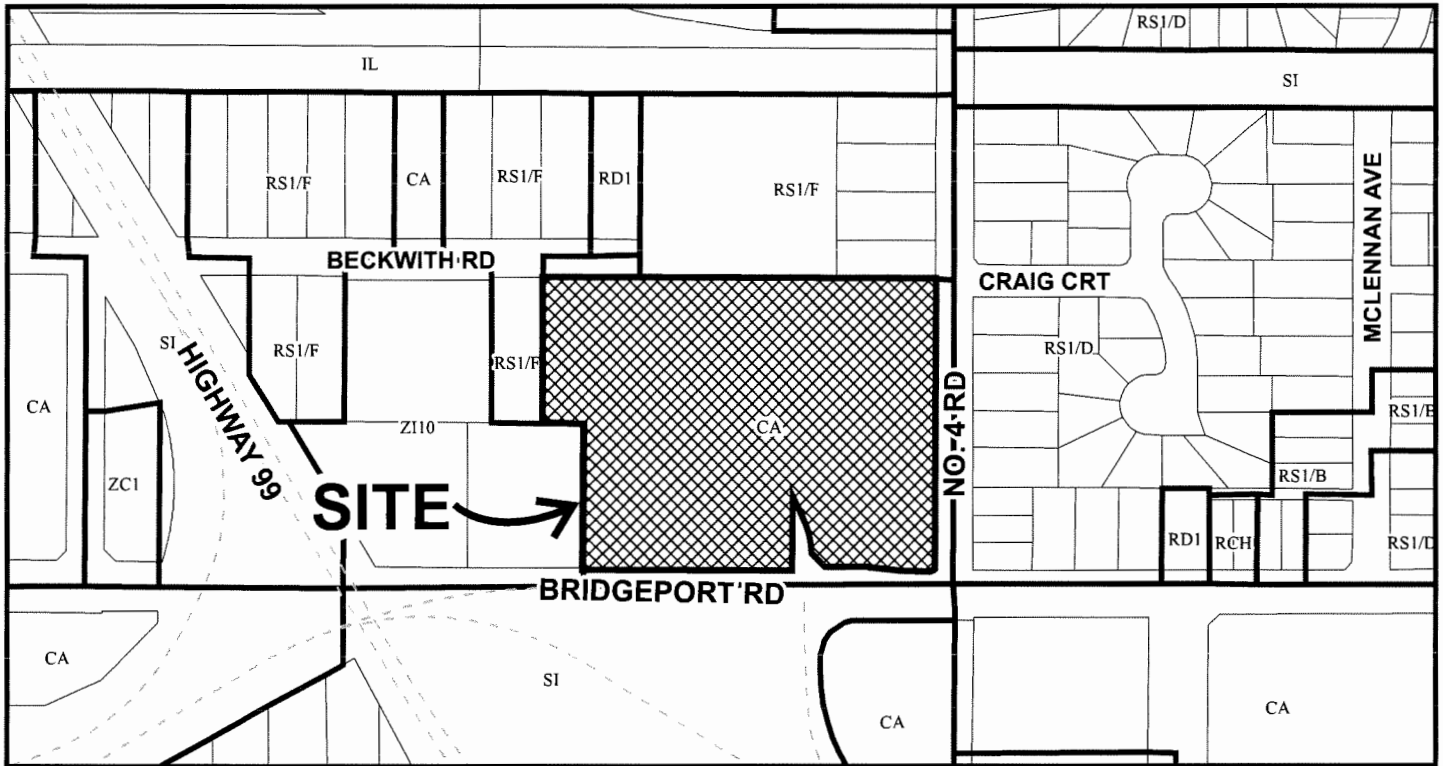 RS1/D
IL
SI
RS1/F
CA
RS1/F
RD1
RS1/F
MCLENNAN AVE
BECKWITH RD
CRAIG CRT
SI
HIGHWAY 99
RS1/F
RS1/F
RS1/D
CA
ZI10
CA
NO. 4 RD
RS1/B
ZC1
SITE
RS1/B
RD1
RCH
RS1/D
BRIDGEPORT RD
CA
SI
CA
CA